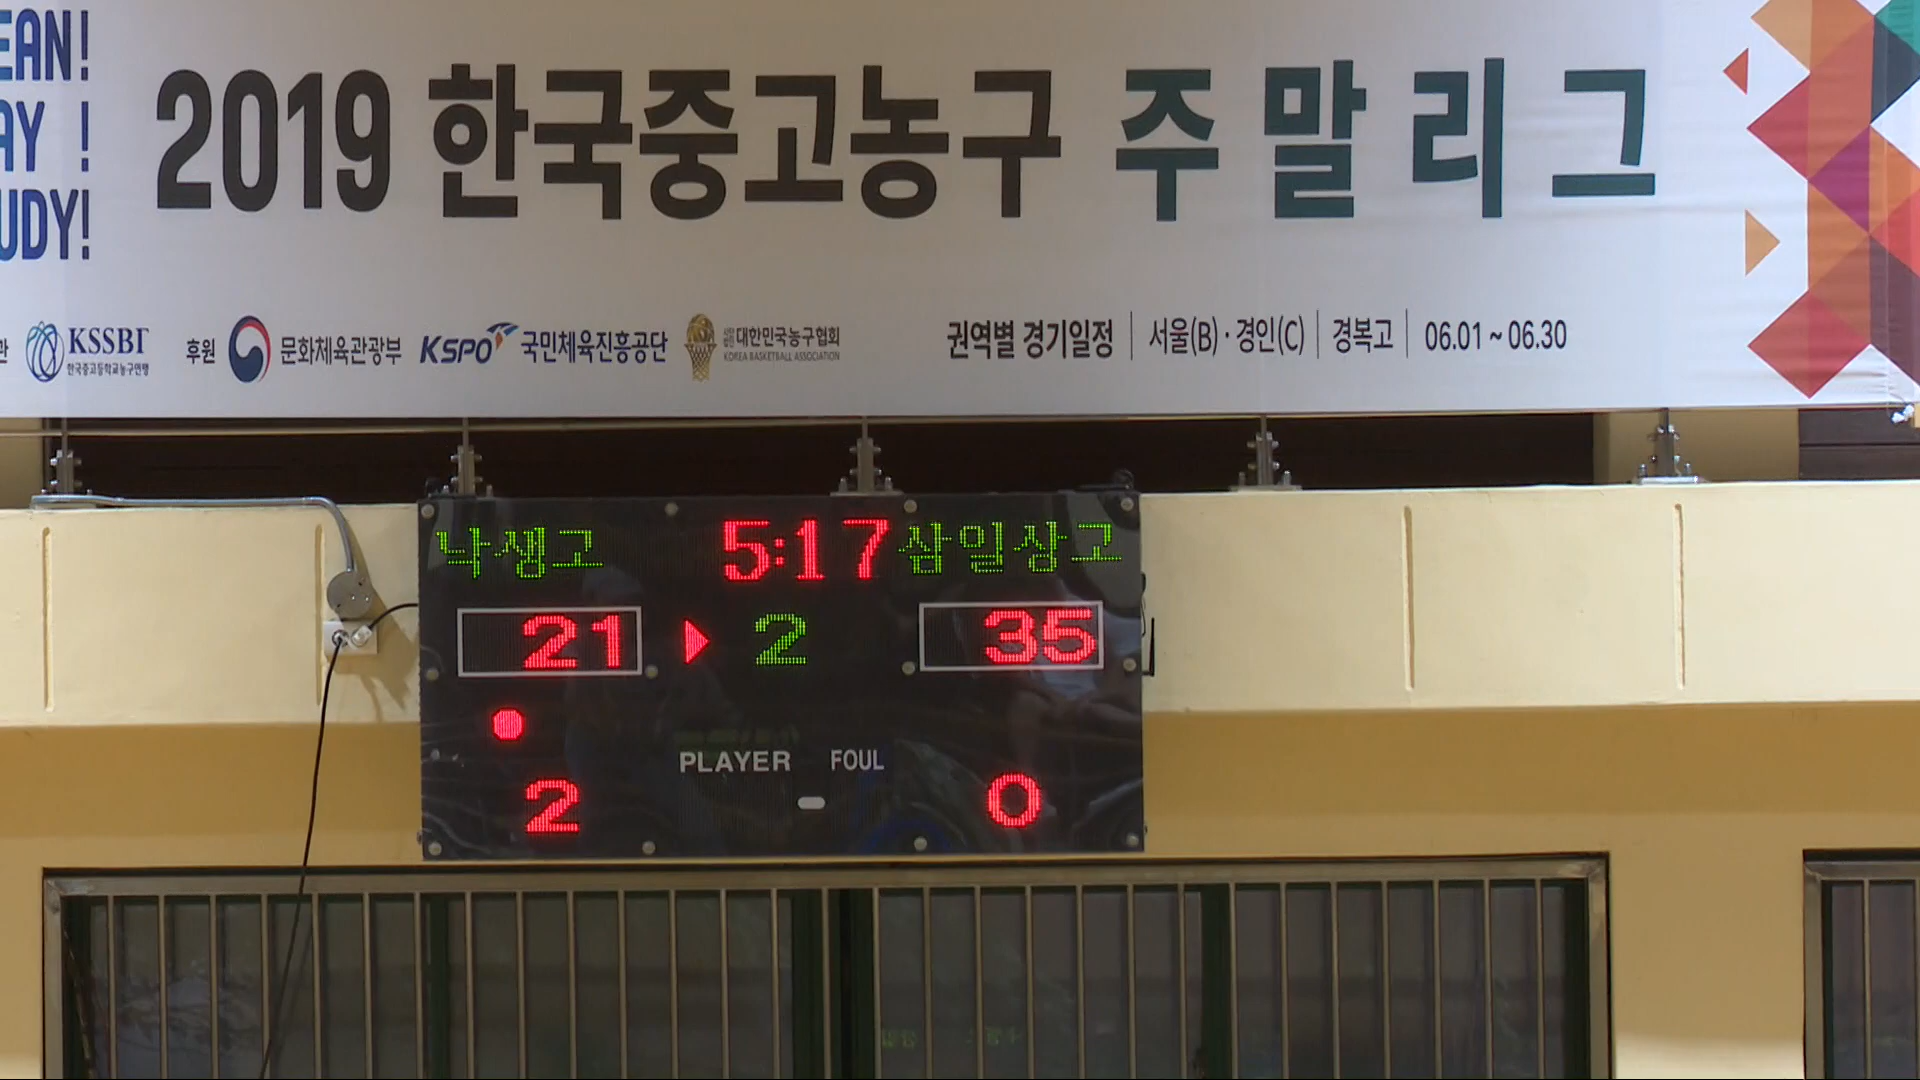 EAN!
AY !
UDY!
2019 한국중고농구 주말리그
관 KSSBF 한국중고등학교농구연맹 후원 문화체육관광부 KSPO 국민체육진흥공단 대한민국농구협회 KOREA BASKETBALL ASSOCIATION 권역별 경기일정 서울(B)·경인(C) 경복고 06.01 ~ 06.30
낙생고 5:17 삼일상고
21 2 35
PLAYER FOUL
2 0